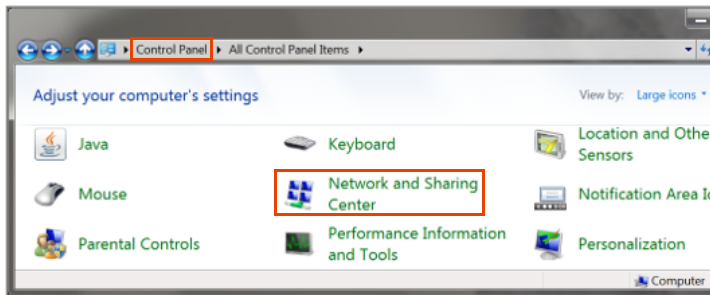 Control Panel All Control Panel Items
Adjust your computer's settings
View by: Large icons
Java
Keyboard
Location and Othe
Sensors
Mouse
Network and Sharing
Center
Notification Area Ic
Parental Controls
Performance Information
and Tools
Personalization
Computer